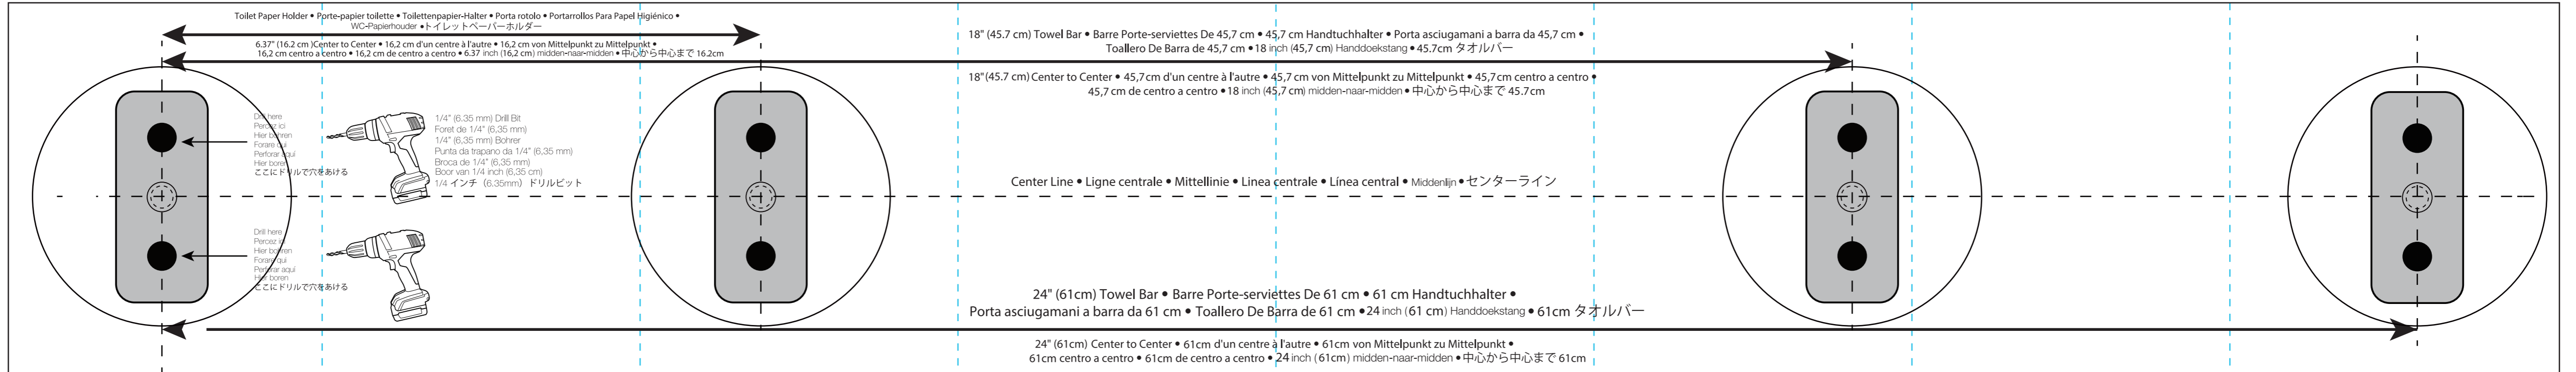 Toilet Paper Holder • Porte-papier toilette • Toilettenpapier-Halter • Porta rotolo • Portarrollos Para Papel Higiénico •
WC-Papierhouder •トイレットペーパーホルダー
6.37" (16.2 cm )Center to Center • 16,2 cm d'un centre à l'autre • 16,2 cm von Mittelpunkt zu Mittelpunkt •
16,2 cm centro a centro • 16,2 cm de centro a centro • 6.37 inch (16,2 cm) midden-naar-midden • 中心から中心まで 16.2cm
18" (45.7 cm) Towel Bar • Barre Porte-serviettes De 45,7 cm • 45,7 cm Handtuchhalter • Porta asciugamani a barra da 45,7 cm •
Toallero De Barra de 45,7 cm • 18 inch (45,7 cm) Handdoekstang • 45.7cm タオルバー
18" (45.7 cm) Center to Center • 45,7cm d'un centre à l'autre • 45,7 cm von Mittelpunkt zu Mittelpunkt • 45,7cm centro a centro •
45,7 cm de centro a centro • 18 inch (45,7 cm) midden-naar-midden • 中心から中心まで 45.7cm
Drill here
Percez ici
Hier bohren
Forare qui
Perforar aquí
Hier boren
ここにドリルで穴をあける
1/4" (6.35 mm) Drill Bit
Foret de 1/4" (6,35 mm)
1/4" (6,35 mm) Bohrer
Punta da trapano da 1/4" (6,35 mm)
Broca de 1/4" (6,35 mm)
Boor van 1/4 inch (6,35 cm)
1/4 インチ（6.35mm）ドリルビット
Center Line • Ligne centrale • Mittellinie • Linea centrale • Línea central • Middenlijn • センターライン
Drill here
Percez ici
Hier bohren
Forare qui
Perforar aquí
Hier boren
ここにドリルで穴をあける
24" (61cm) Towel Bar • Barre Porte-serviettes De 61 cm • 61 cm Handtuchhalter •
Porta asciugamani a barra da 61 cm • Toallero De Barra de 61 cm • 24 inch (61 cm) Handdoekstang • 61cm タオルバー
24" (61cm) Center to Center • 61cm d'un centre à l'autre • 61cm von Mittelpunkt zu Mittelpunkt •
61cm centro a centro • 61cm de centro a centro • 24 inch (61cm) midden-naar-midden • 中心から中心まで 61cm